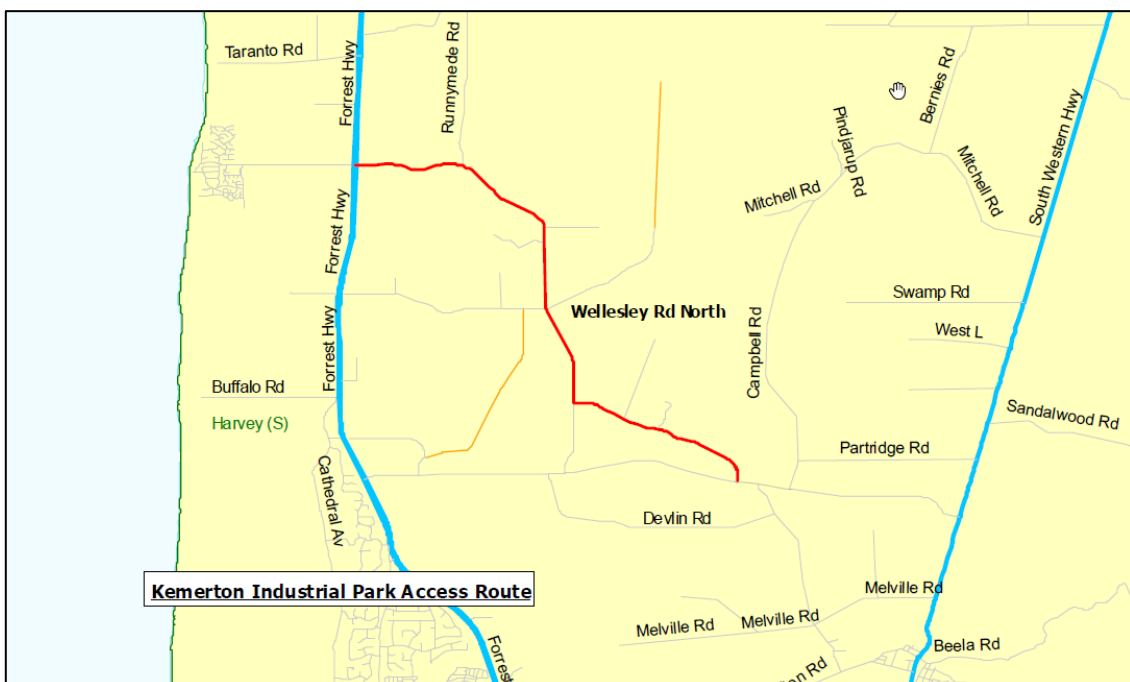 Taranto Rd
Forrest Hwy
Runnymede Rd
Bernies Rd
South Western Hwy
Pindjarup Rd
Mitchell Rd
Mitchell Rd
Forrest Hwy
Swamp Rd
Wellesley Rd North
West L
Campbell Rd
Forrest Hwy
Buffalo Rd
Harvey (S)
Sandalwood Rd
Partridge Rd
Cathedral Av
Devlin Rd
Kemerton Industrial Park Access Route
Melville Rd
Melville Rd
Melville Rd
Beela Rd
Forrest
Rd